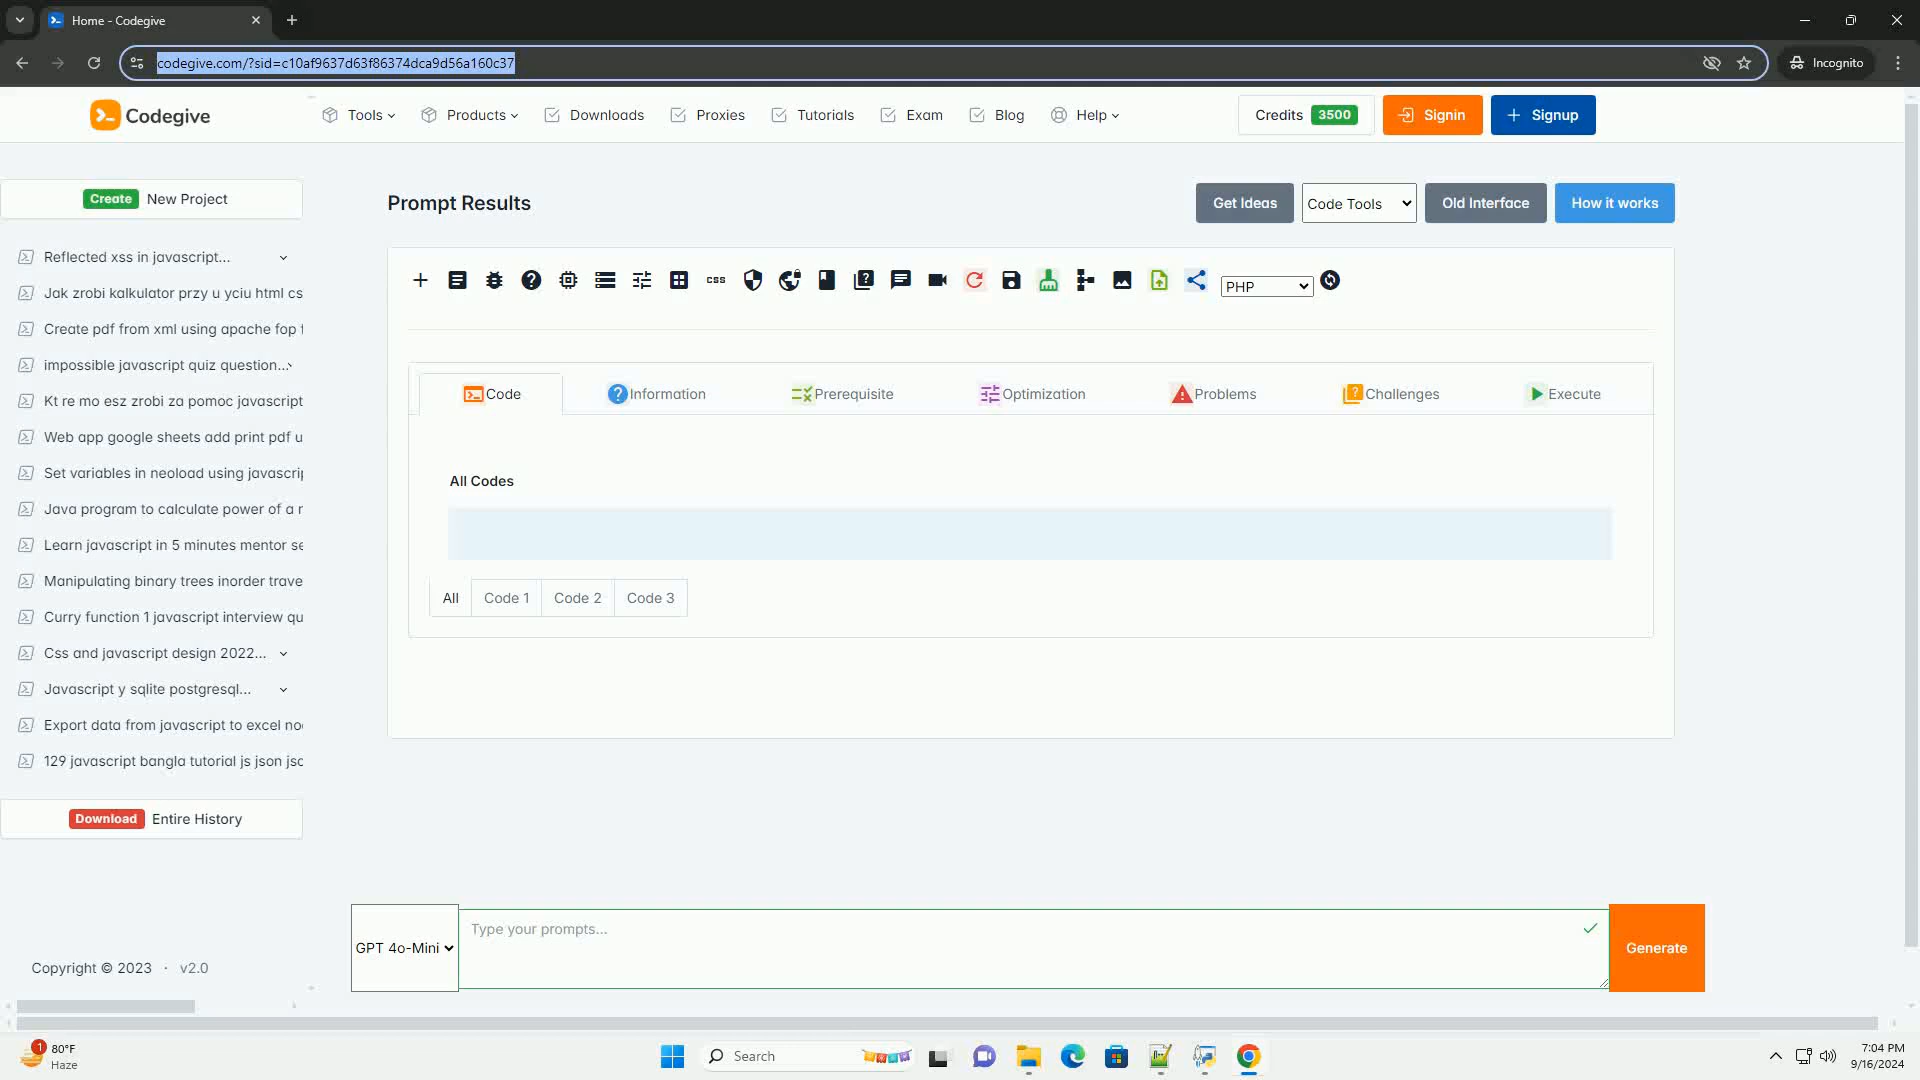 Home - Codegive
codegive.com/?sid=c10af9637d63f86374dca9d56a160c37
Incognito
Codegive
Tools
Products
Downloads
Proxies
Tutorials
Exam
Blog
Help
Credits 3500
Signin
Signup
Create New Project
Reflected xss in javascript...
Jak zrobi kalkulator przy u yciu html cs
Create pdf from xml using apache fop
impossible javascript quiz question...
Kt re mo esz zrobi za pomoc javascript
Web app google sheets add print pdf u
Set variables in neoload using javascrip
Java program to calculate power of a r
Learn javascript in 5 minutes mentor se
Manipulating binary trees inorder trave
Curry function 1 javascript interview qu
Css and javascript design 2022...
Javascript y sqlite postgresql...
Export data from javascript to excel no
129 javascript bangla tutorial js json jso
Download Entire History
Copyright © 2023 · v2.0
Prompt Results
Get Ideas
Code Tools
Old Interface
How it works
css
PHP
Code
Information
Prerequisite
Optimization
Problems
Challenges
Execute
All Codes
All
Code 1
Code 2
Code 3
GPT 4o-Mini
Type your prompts...
Generate
1
80°F
Haze
Search
7:04 PM
9/16/2024